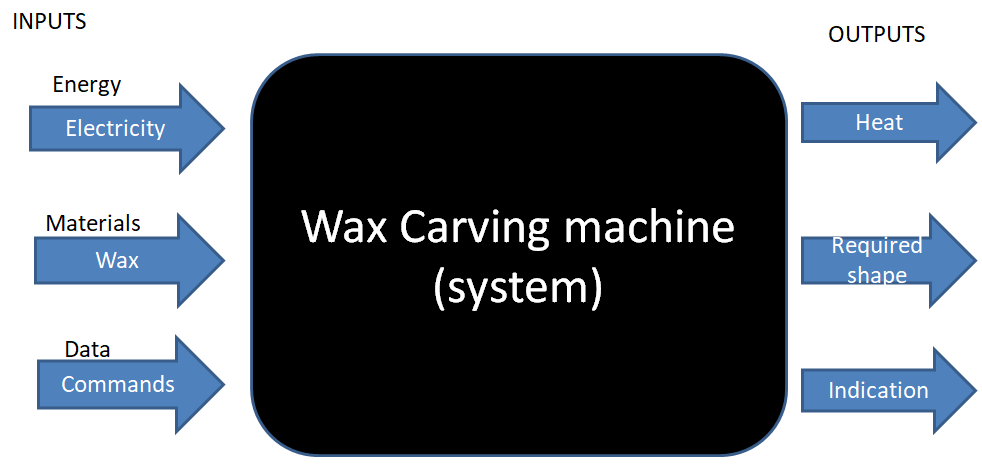 INPUTS
OUTPUTS
Energy
Electricity
Heat
Materials
Wax
Wax Carving machine
(system)
Required
shape
Data
Commands
Indication